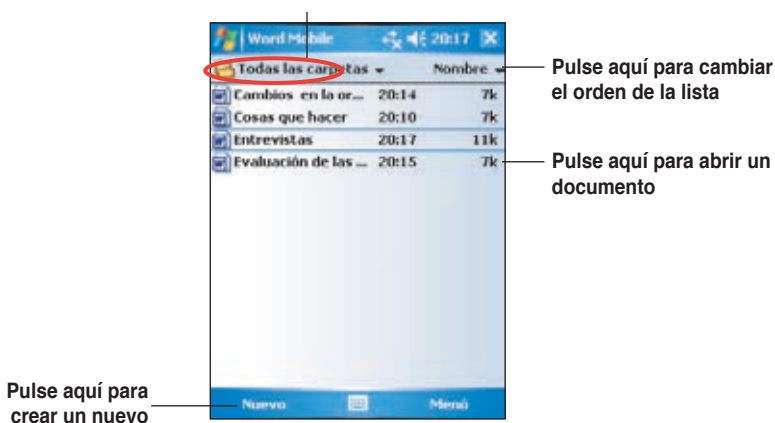 Word Mobile 20:17
Todas las carpetas Nombre
Cambios en la or... 20:14 7k
Cosas que hacer 20:10 7k
Entrevistas 20:17 11k
Evaluación de las ... 20:15 7k
Pulse aquí para cambiar
el orden de la lista
Pulse aquí para abrir un
documento
Pulse aquí para
crear un nuevo
Nuevo Menú